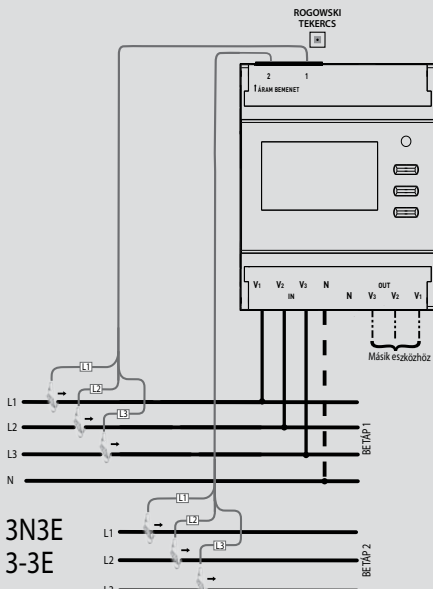 ROGOWSKI
TEKERCS
2 1
I ÁRAM BEMENET
V1 V2 V3 N OUT
IN N V3 V2 V1
Másik eszközhöz
L1
L2
L3
L1
L2
L3
N
BETÁP 1
L1
L2
L3
3N3E
3-3E
L1
L2
L3
BETÁP 2